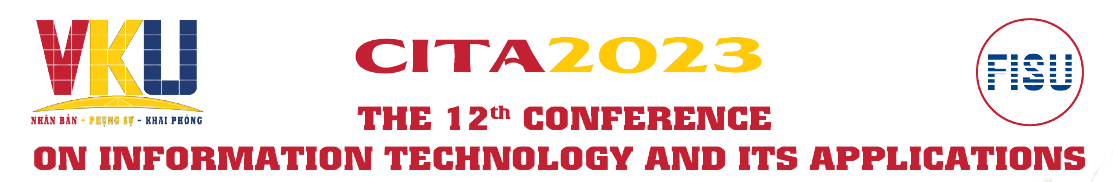 VKU
NHÂN BẢN - PHỤNG SỰ - KHAI PHÓNG
CITA2023
FISU
THE 12th CONFERENCE
ON INFORMATION TECHNOLOGY AND ITS APPLICATIONS